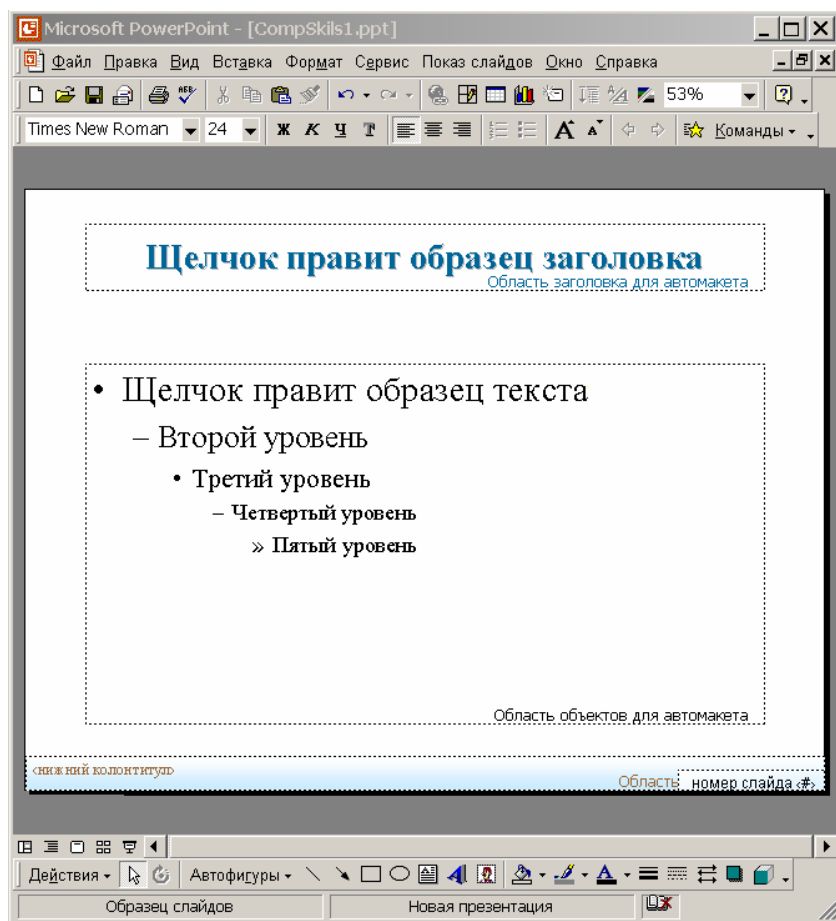 Microsoft PowerPoint - [CompSkils1.ppt]
Файл Правка Вид Вставка Формат Сервис Показ слайдов Окно Справка
53%
Times New Roman 24 Ж К Ч Команды
Щелчок правит образец заголовка
Область заголовка для автомакета
• Щелчок правит образец текста
– Второй уровень
• Третий уровень
– Четвертый уровень
» Пятый уровень
Область объектов для автомакета
<нижний колонтитул>
Область номер слайда <#>
Действия Автофигуры
Образец слайдов Новая презентация